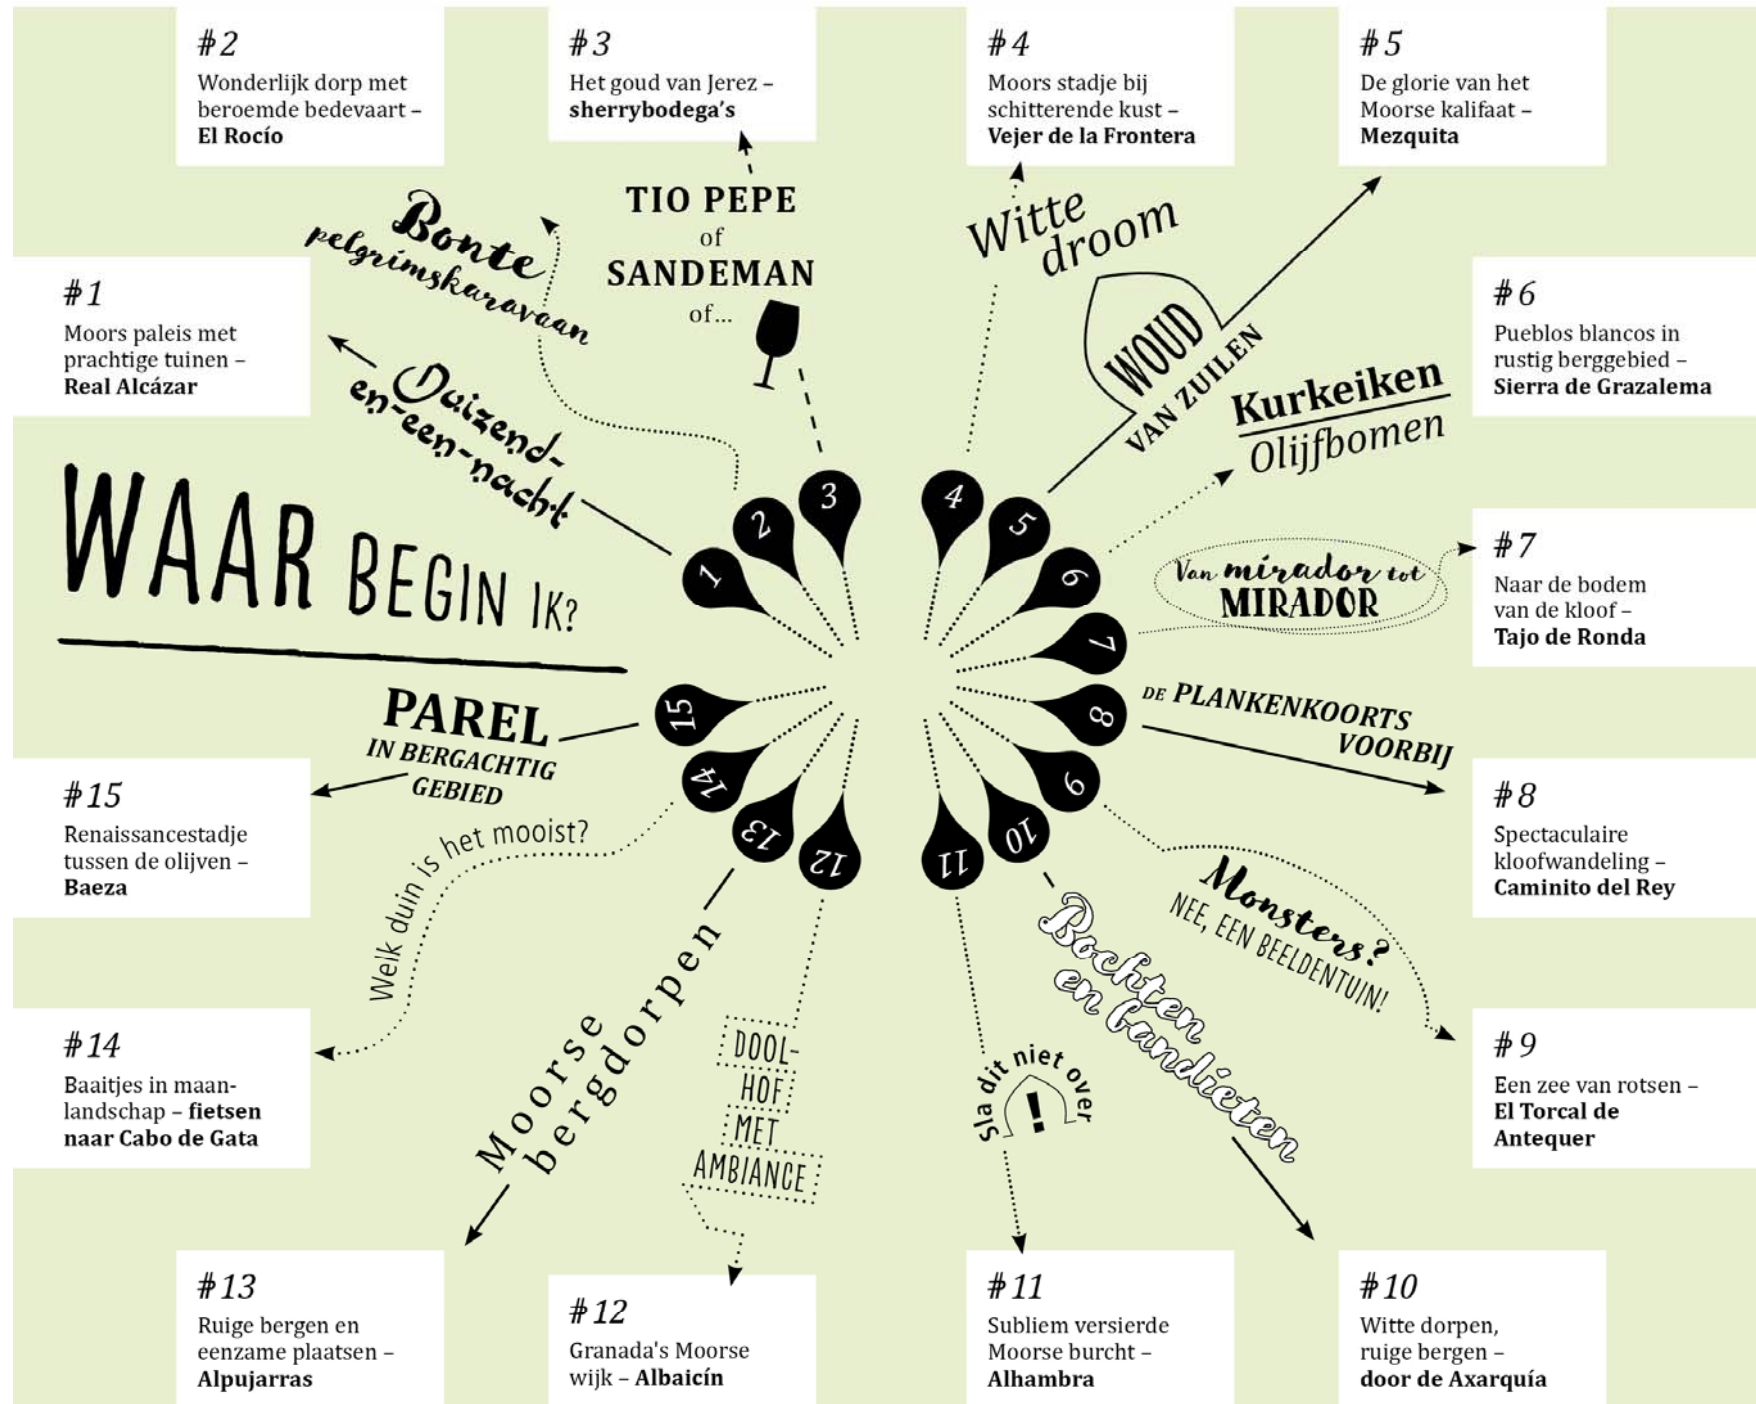 #2
Wonderlijk dorp met
beroemde bedevaart –
El Rocío
#3
Het goud van Jerez –
sherrybodega's
#4
Moors stadje bij
schitterende kust –
Vejer de la Frontera
#5
De glorie van het
Moorse kalifaat –
Mezquita
#1
Moors paleis met
prachtige tuinen –
Real Alcázar
Bonte
pelgrimskaravaan
TIO PEPE
of
SANDEMAN
of...
Witte
droom
WOUD
VAN ZUILEN
#6
Pueblos blancos in
rustig berggebied –
Sierra de Grazalema
Duizend-
en-een-nacht
Kurkeiken
Olijfbomen
WAAR BEGIN IK?
1
2
3
4
5
6
7
8
9
10
11
12
13
14
15
Van mirador tot
MIRADOR
#7
Naar de bodem
van de kloof –
Tajo de Ronda
PAREL
IN BERGACHTIG
GEBIED
DE PLANKENKOORTS
VOORBIJ
#15
Renaissancestadje
tussen de olijven –
Baeza
Welk duin is het mooist?
#8
Spectaculaire
kloofwandeling –
Caminito del Rey
Monsters?
NEE, EEN BEELDENTUIN!
Bochten
en bandieten
Moorse
bergdorpen
DOOL-
HOF
MET
AMBIANCE
Sla dit niet over
!
#14
Baaitjes in maan-
landschap – fietsen
naar Cabo de Gata
#9
Een zee van rotsen –
El Torcal de
Antequer
#13
Ruige bergen en
eenzame plaatsen –
Alpujarras
#12
Granada's Moorse
wijk – Albaicín
#11
Subliem versierde
Moorse burcht –
Alhambra
#10
Witte dorpen,
ruige bergen –
door de Axarquía